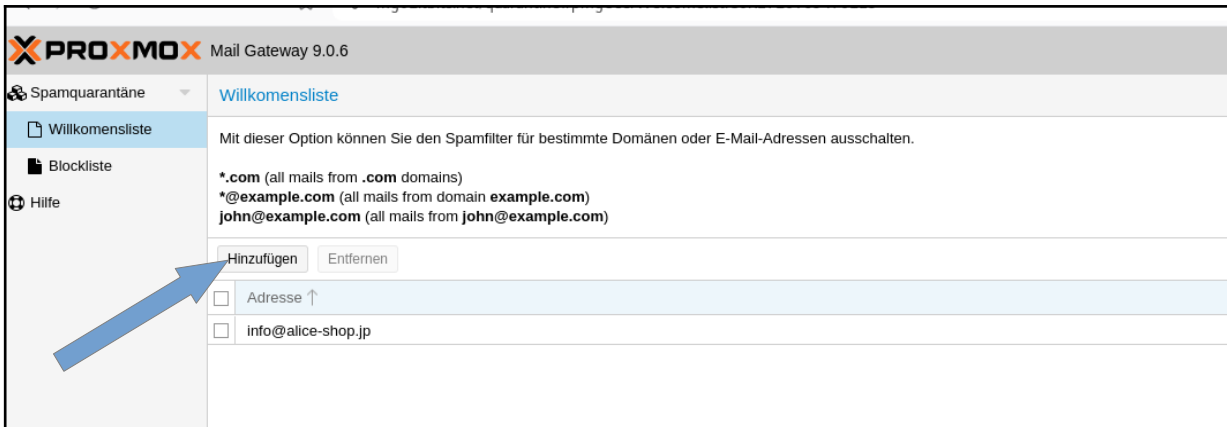 PROXMOX Mail Gateway 9.0.6
Spamquarantäne
Willkomensliste
Blockliste
Hilfe
Willkomensliste
Mit dieser Option können Sie den Spamfilter für bestimmte Domänen oder E-Mail-Adressen ausschalten.
*.com (all mails from .com domains)
*@example.com (all mails from domain example.com)
john@example.com (all mails from john@example.com)
Hinzufügen Entfernen
Adresse ↑
info@alice-shop.jp